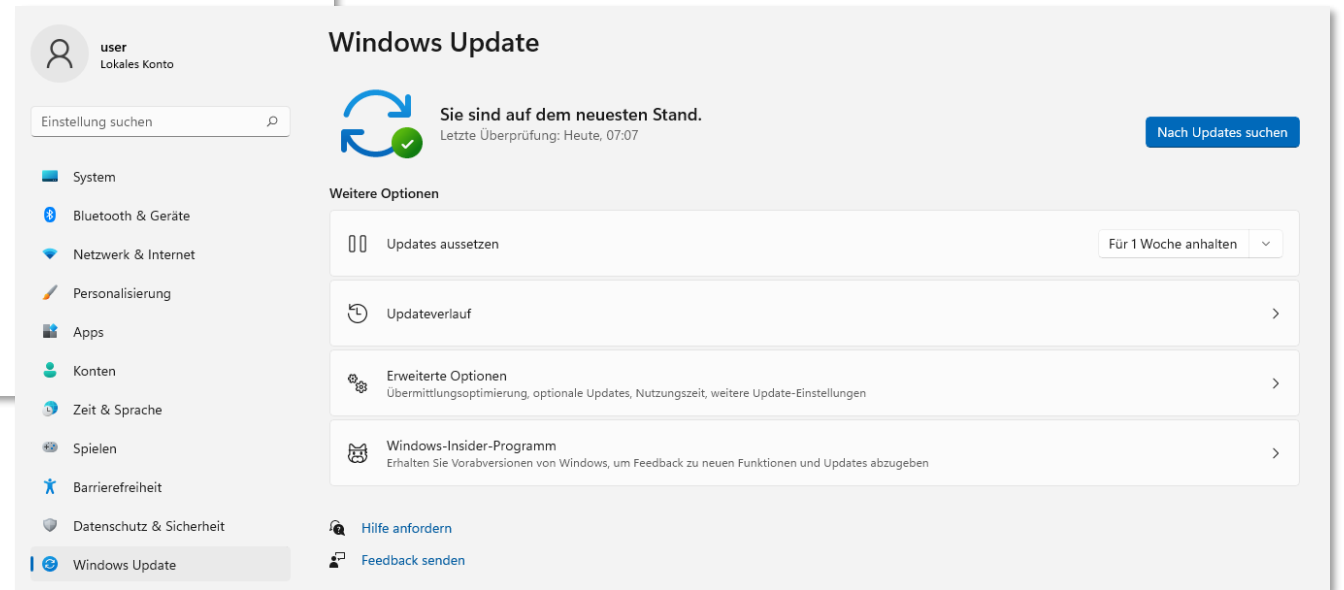 user
Lokales Konto
Einstellung suchen
System
Bluetooth & Geräte
Netzwerk & Internet
Personalisierung
Apps
Konten
Zeit & Sprache
Spielen
Barrierefreiheit
Datenschutz & Sicherheit
Windows Update
Windows Update
Sie sind auf dem neuesten Stand.
Letzte Überprüfung: Heute, 07:07
Nach Updates suchen
Weitere Optionen
Updates aussetzen
Für 1 Woche anhalten
Updateverlauf
Erweiterte Optionen
Übermittlungsoptimierung, optionale Updates, Nutzungszeit, weitere Update-Einstellungen
Windows-Insider-Programm
Erhalten Sie Vorabversionen von Windows, um Feedback zu neuen Funktionen und Updates abzugeben
Hilfe anfordern
Feedback senden